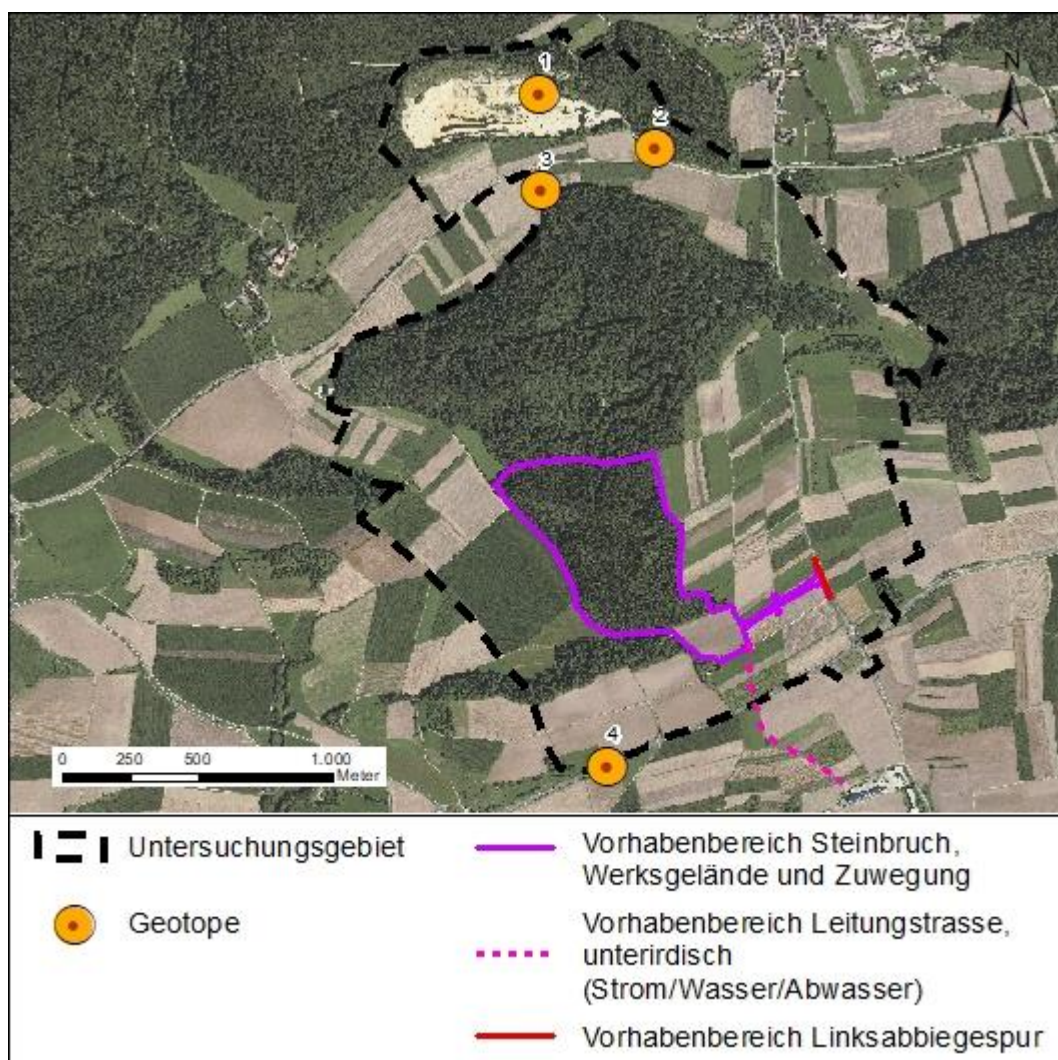 1
N
2
3
4
0 250 500 1.000
Meter
Untersuchungsgebiet
Geotope
Vorhabenbereich Steinbruch,
Werksgelände und Zuwegung
Vorhabenbereich Leitungstrasse,
unterirdisch
(Strom/Wasser/Abwasser)
Vorhabenbereich Linksabbiegespur